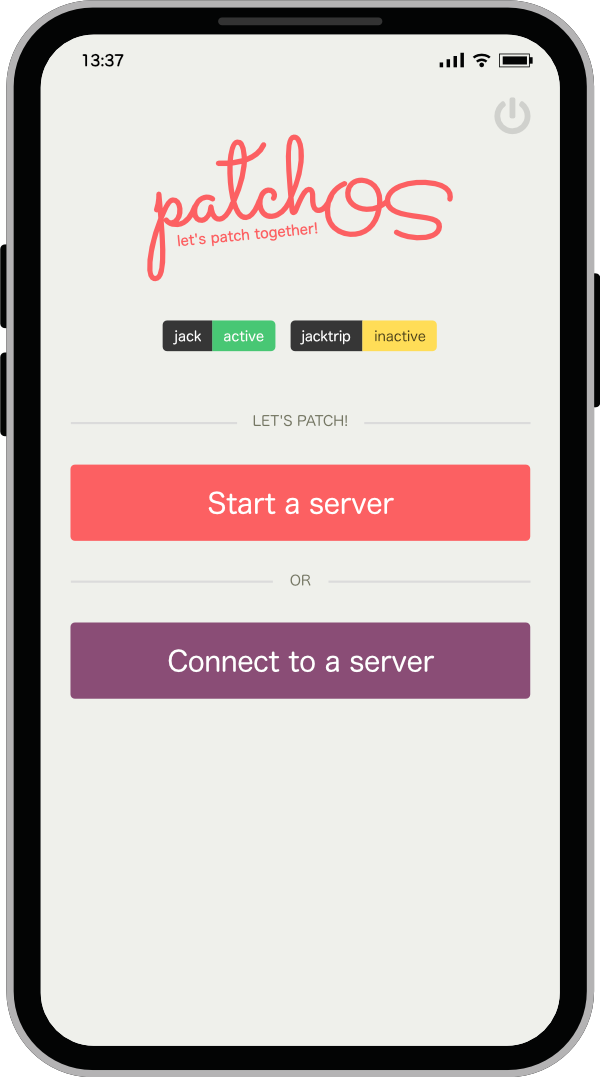 13:37
patchOS
let's patch together!
jack active jacktrip inactive
LET'S PATCH!
Start a server
OR
Connect to a server